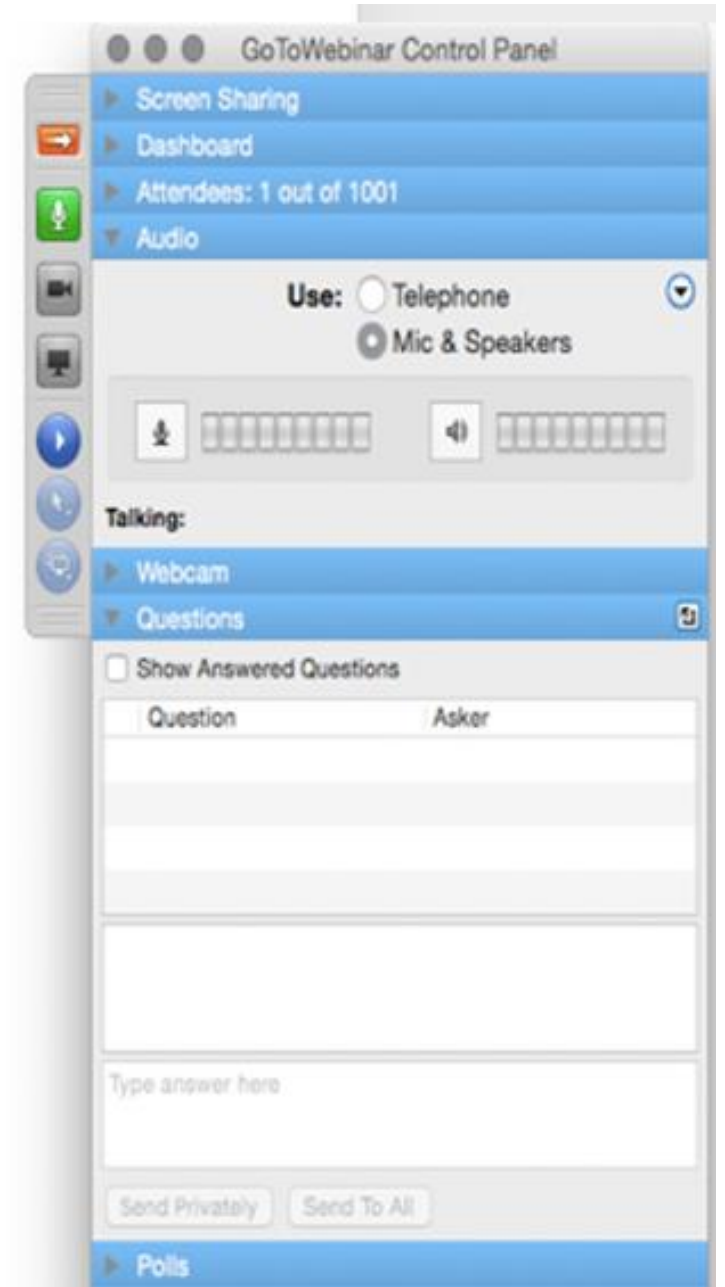 GoToWebinar Control Panel
Screen Sharing
Dashboard
Attendees: 1 out of 1001
Audio
Use: Telephone
Mic & Speakers
Talking:
Webcam
Questions
Show Answered Questions
Question Asker
Type answer here
Send Privately Send To All
Polls